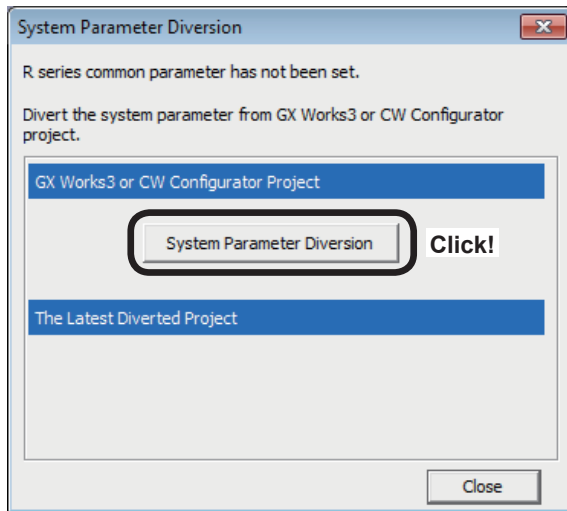 System Parameter Diversion
R series common parameter has not been set.
Divert the system parameter from GX Works3 or CW Configurator
project.
GX Works3 or CW Configurator Project
System Parameter Diversion
Click!
The Latest Diverted Project
Close